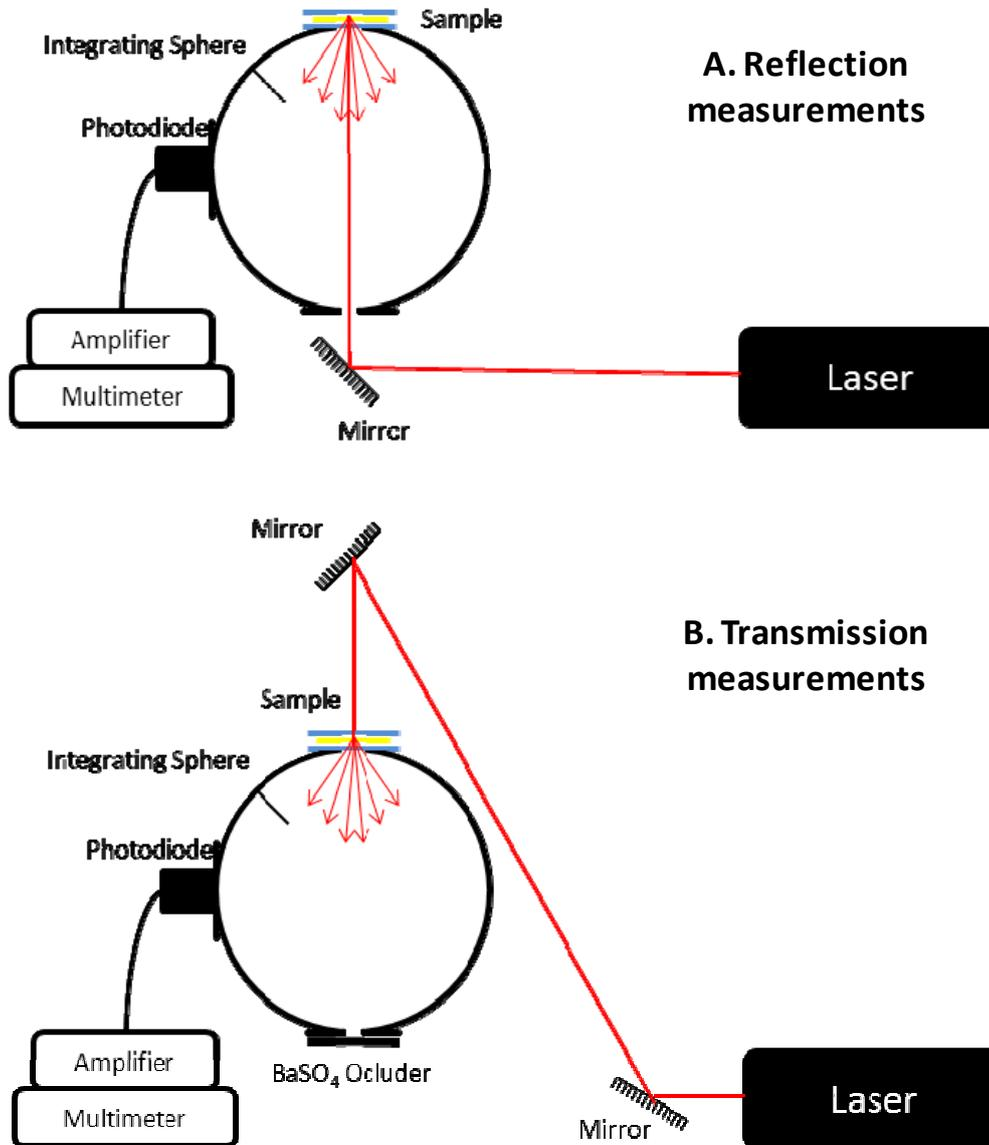 Sample
Integrating Sphere
A. Reflection
measurements
Photodiode
Amplifier
Multimeter
Laser
Mirror
Mirror
B. Transmission
measurements
Sample
Integrating Sphere
Photodiode
Amplifier
Multimeter
BaSO₄ Ocluder
Mirror
Laser